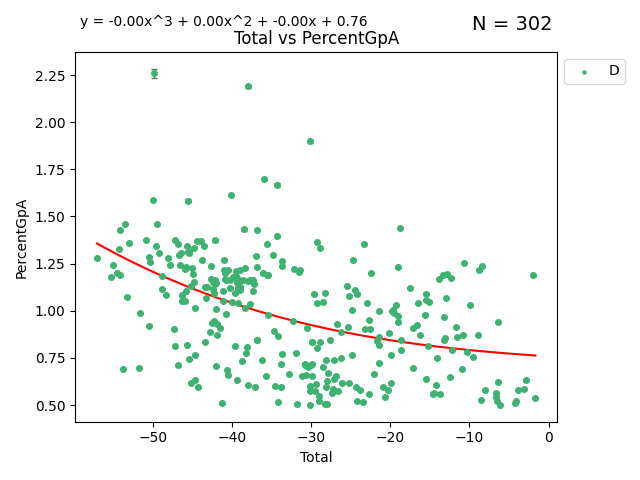 y = -0.00x^3 + 0.00x^2 + -0.00x + 0.76
N = 302
Total vs PercentGpA
D
PercentGpA
2.25
2.00
1.75
1.50
1.25
1.00
0.75
0.50
−50 −40 −30 −20 −10 0
Total